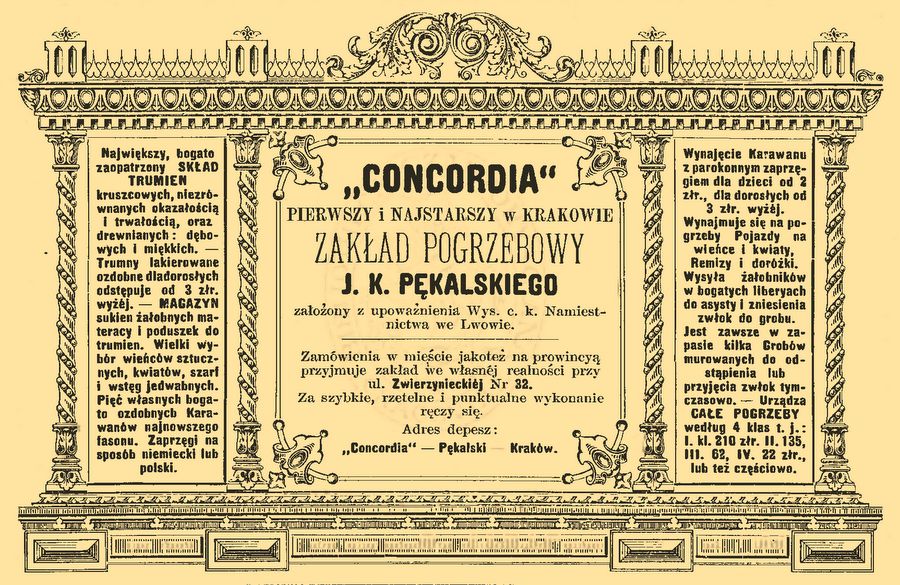 Największy, bogato
zaopatrzony SKŁAD
TRUMIEN
kruszcowych, niezró-
wnanych okazałością
i trwałością, oraz
drewnianych: dębo-
wych i miękkich. —
Trumny lakierowane
ozdobne dladorosłych
odstępuje od 3 złr.
wyżéj. — MAGAZYN
sukien żałobnych ma-
teracy i poduszek do
trumien. Wielki wy-
bór wieńców sztucz-
nych, kwiatów, szarf
i wstęg jedwabnych.
Pięć własnych boga-
to ozdobnych Kara-
wanów najnowszego
fasonu. Zaprzęgi na
sposób niemiecki lub
polski.
„CONCORDIA“
PIERWSZY i NAJSTARSZY w KRAKOWIE
ZAKŁAD POGRZEBOWY
J. K. PĘKALSKIEGO
założony z upoważnienia Wys. c. k. Namiest-
nictwa we Lwowie.
Zamówienia w mieście jakoteż na prowincyą
przyjmuje zakład we własnéj realności przy
ul. Zwierzynieckiéj Nr 32.
Za szybkie, rzetelne i punktualne wykonanie
ręczy się.
Adres depesz:
„Concordia“ — Pękalski — Kraków.
Wynajęcie Karawanu
z parokonnym zaprzę-
giem dla dzieci od 2
złr., dla dorosłych od
3 złr. wyżéj.
Wynajmuje się na po-
grzeby Pojazdy na
wieńce i kwiaty,
Remizy i doróżki.
Wysyła żałobników
w bogatych liberyach
do asysty i zniesienia
zwłok do grobu.
Jest zawsze w za-
pasie kilka Grobów
murowanych do od-
stąpienia lub
przyjęcia zwłok tym-
czasowo. — Urządza
CAŁE POGRZEBY
według 4 klas t. j.:
I. kl. 210 złr. II. 135,
III. 62, IV. 22 złr.,
lub też częściowo.